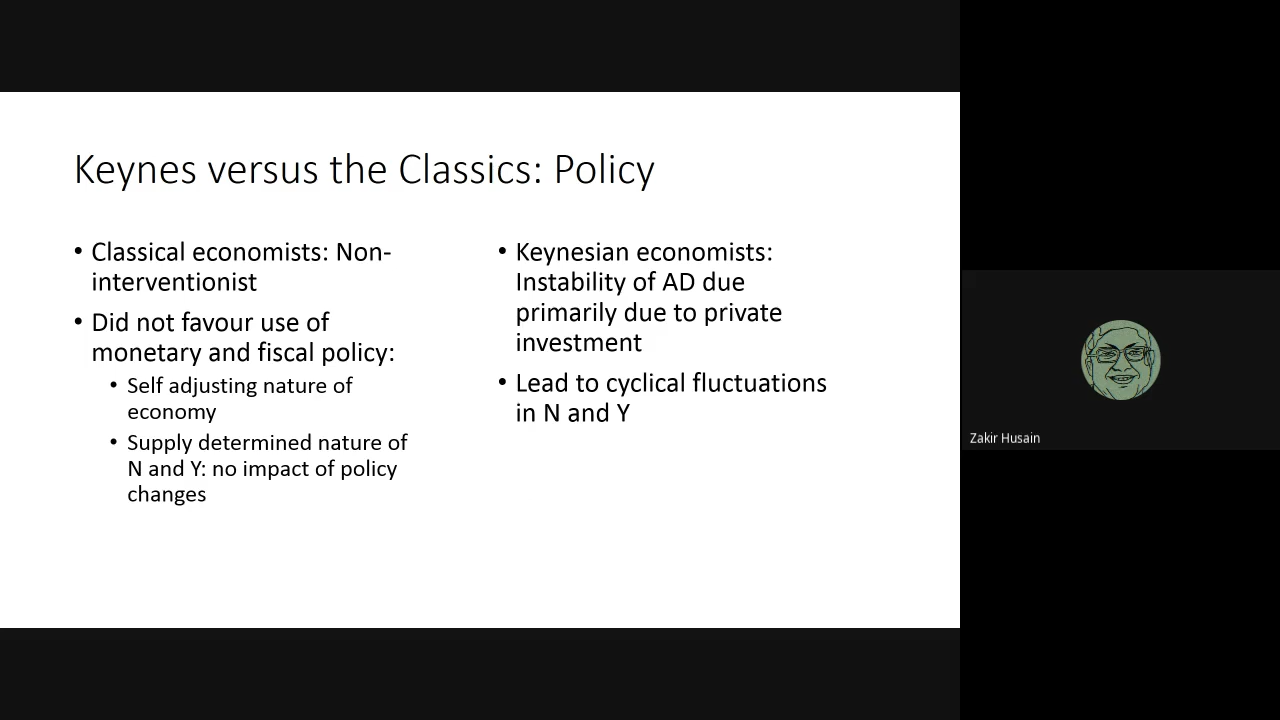 Keynes versus the Classics: Policy
• Classical economists: Non-
interventionist
• Did not favour use of
monetary and fiscal policy:
• Self adjusting nature of
economy
• Supply determined nature of
N and Y: no impact of policy
changes
• Keynesian economists:
Instability of AD due
primarily due to private
investment
• Lead to cyclical fluctuations
in N and Y
Zakir Husain